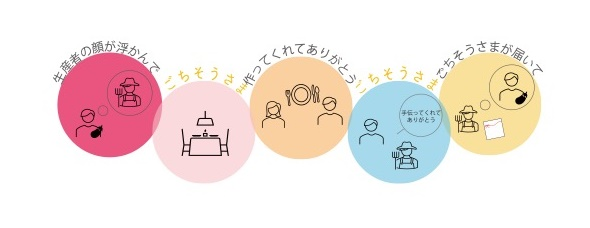 生産者の顔が浮かんで
ごちそうさま
作ってくれてありがとう
ごちそうさま
手伝ってくれて
ありがとう
ごちそうさまが届いて